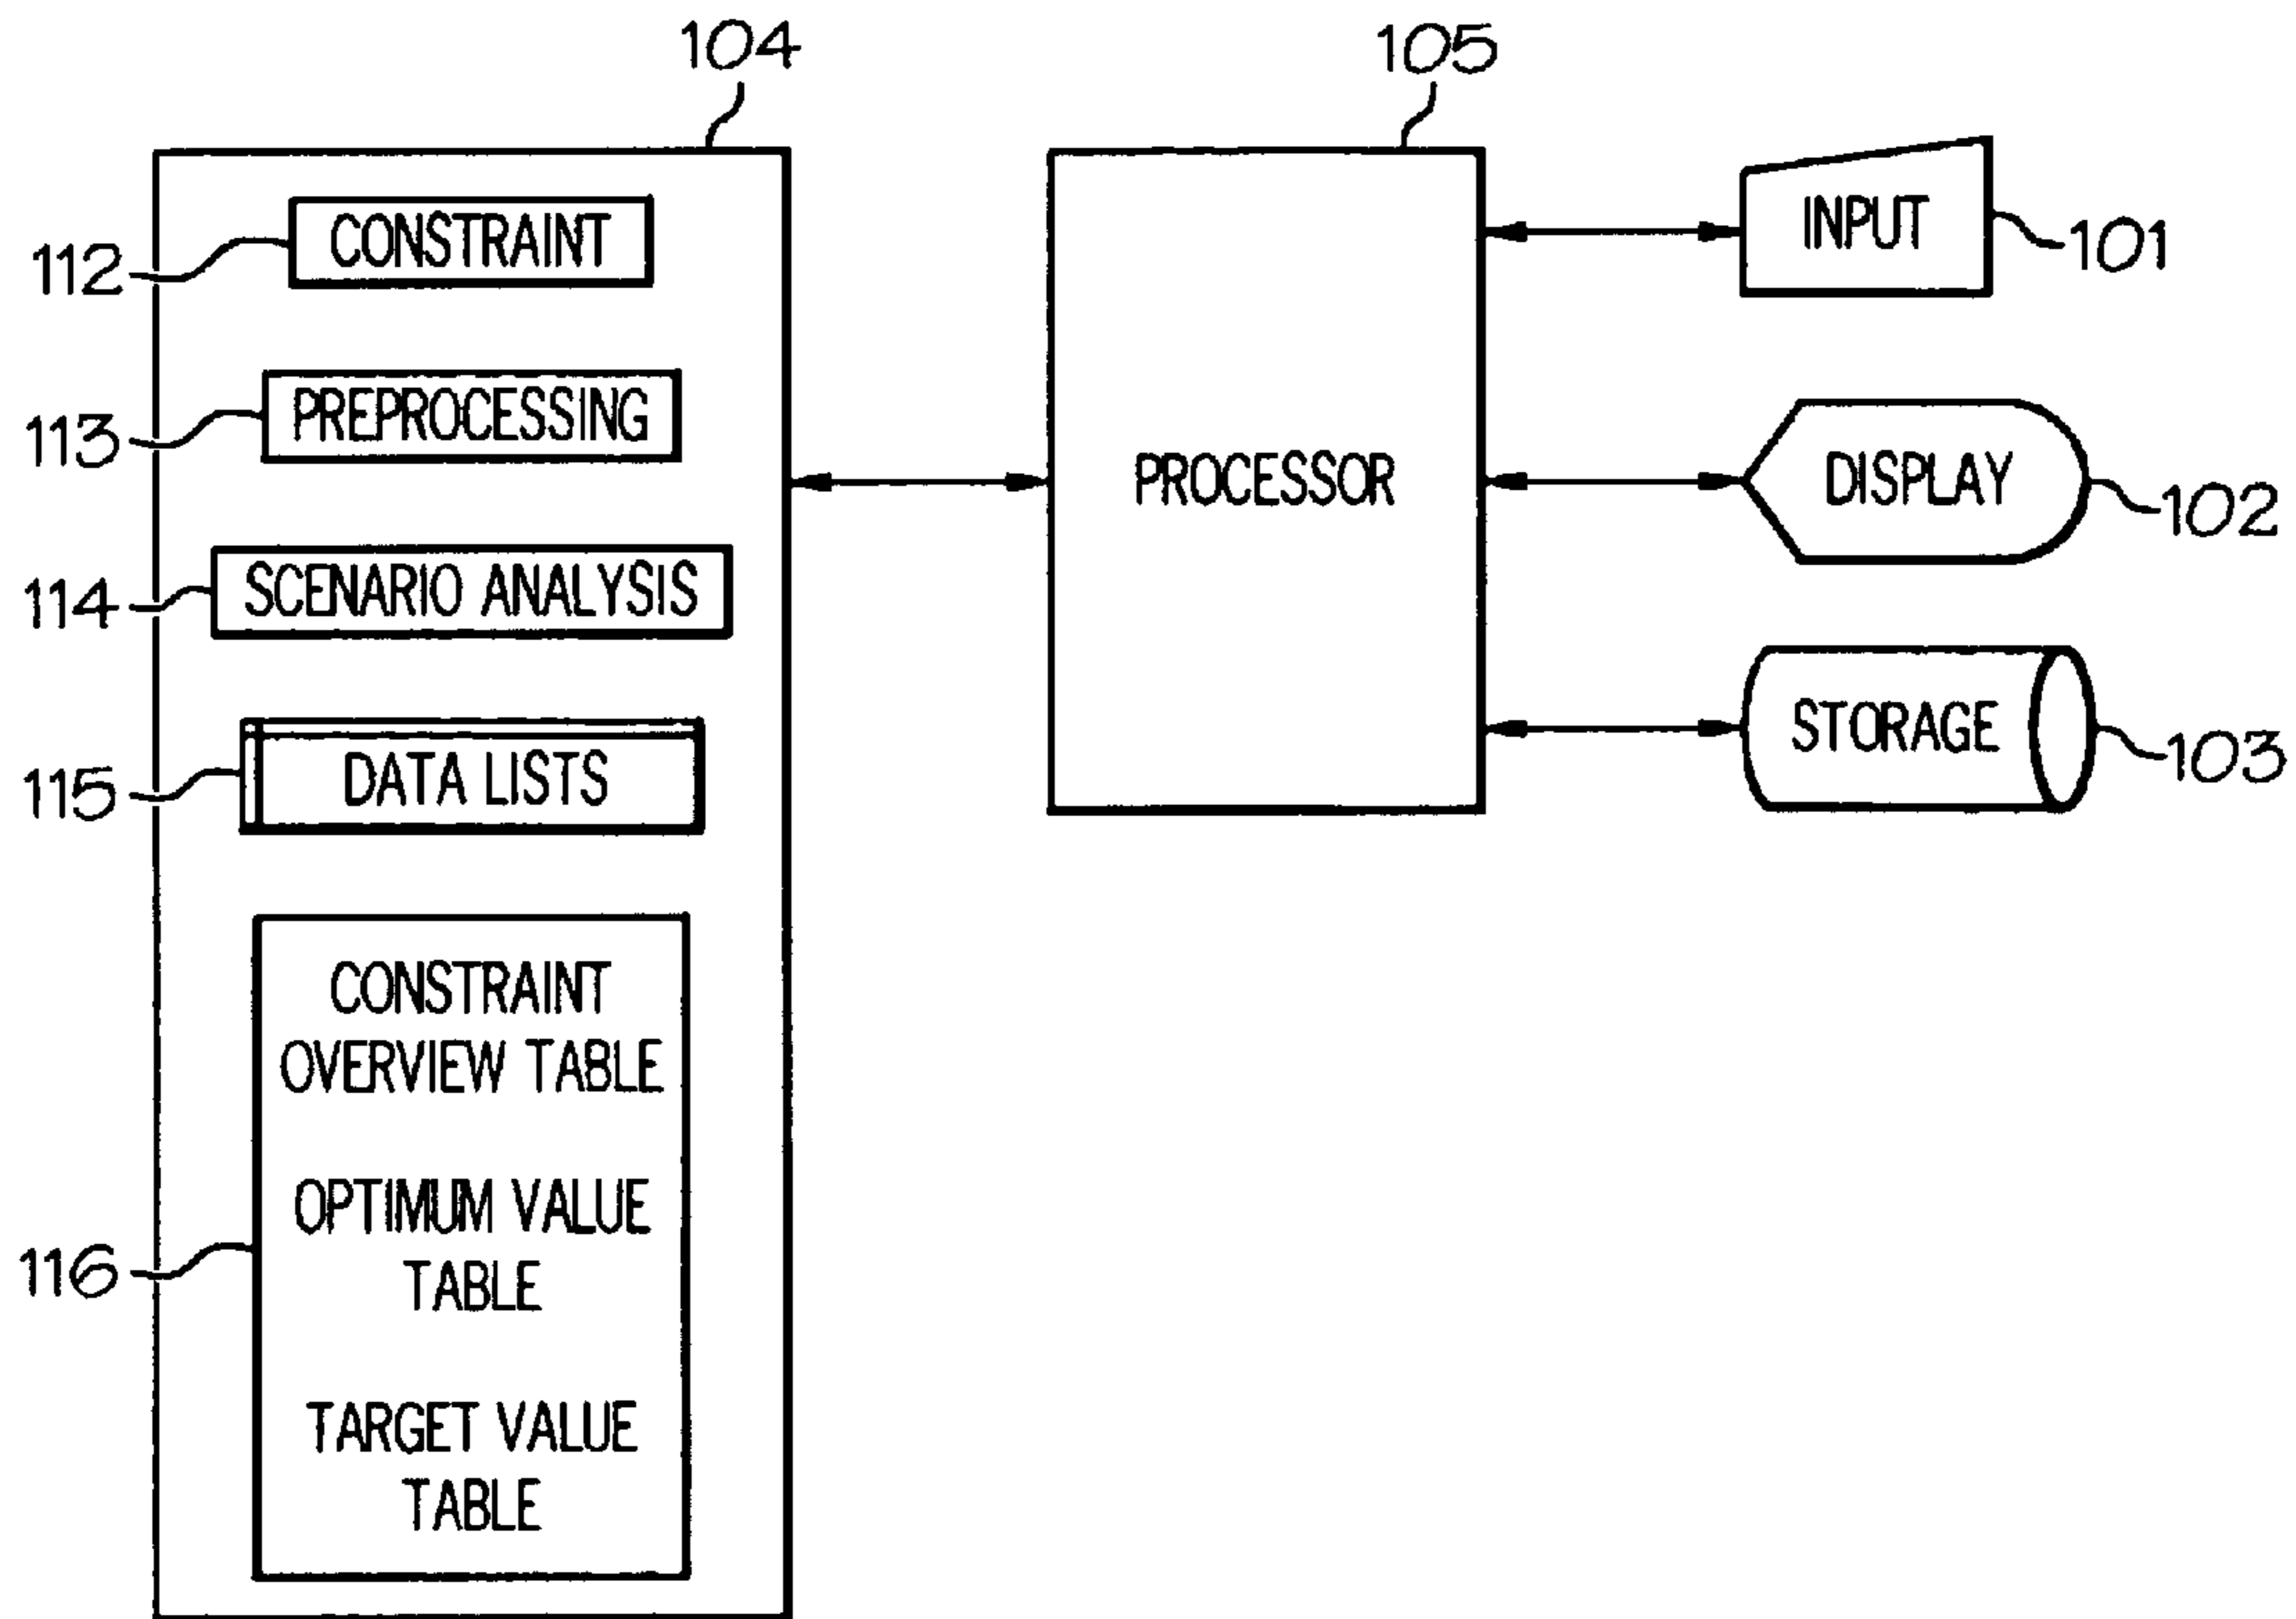 104
112
CONSTRAINT
113
PREPROCESSING
114
SCENARIO ANALYSIS
115
DATA LISTS
116
CONSTRAINT
OVERVIEW TABLE
OPTIMUM VALUE
TABLE
TARGET VALUE
TABLE
105
PROCESSOR
INPUT
101
DISPLAY
102
STORAGE
103